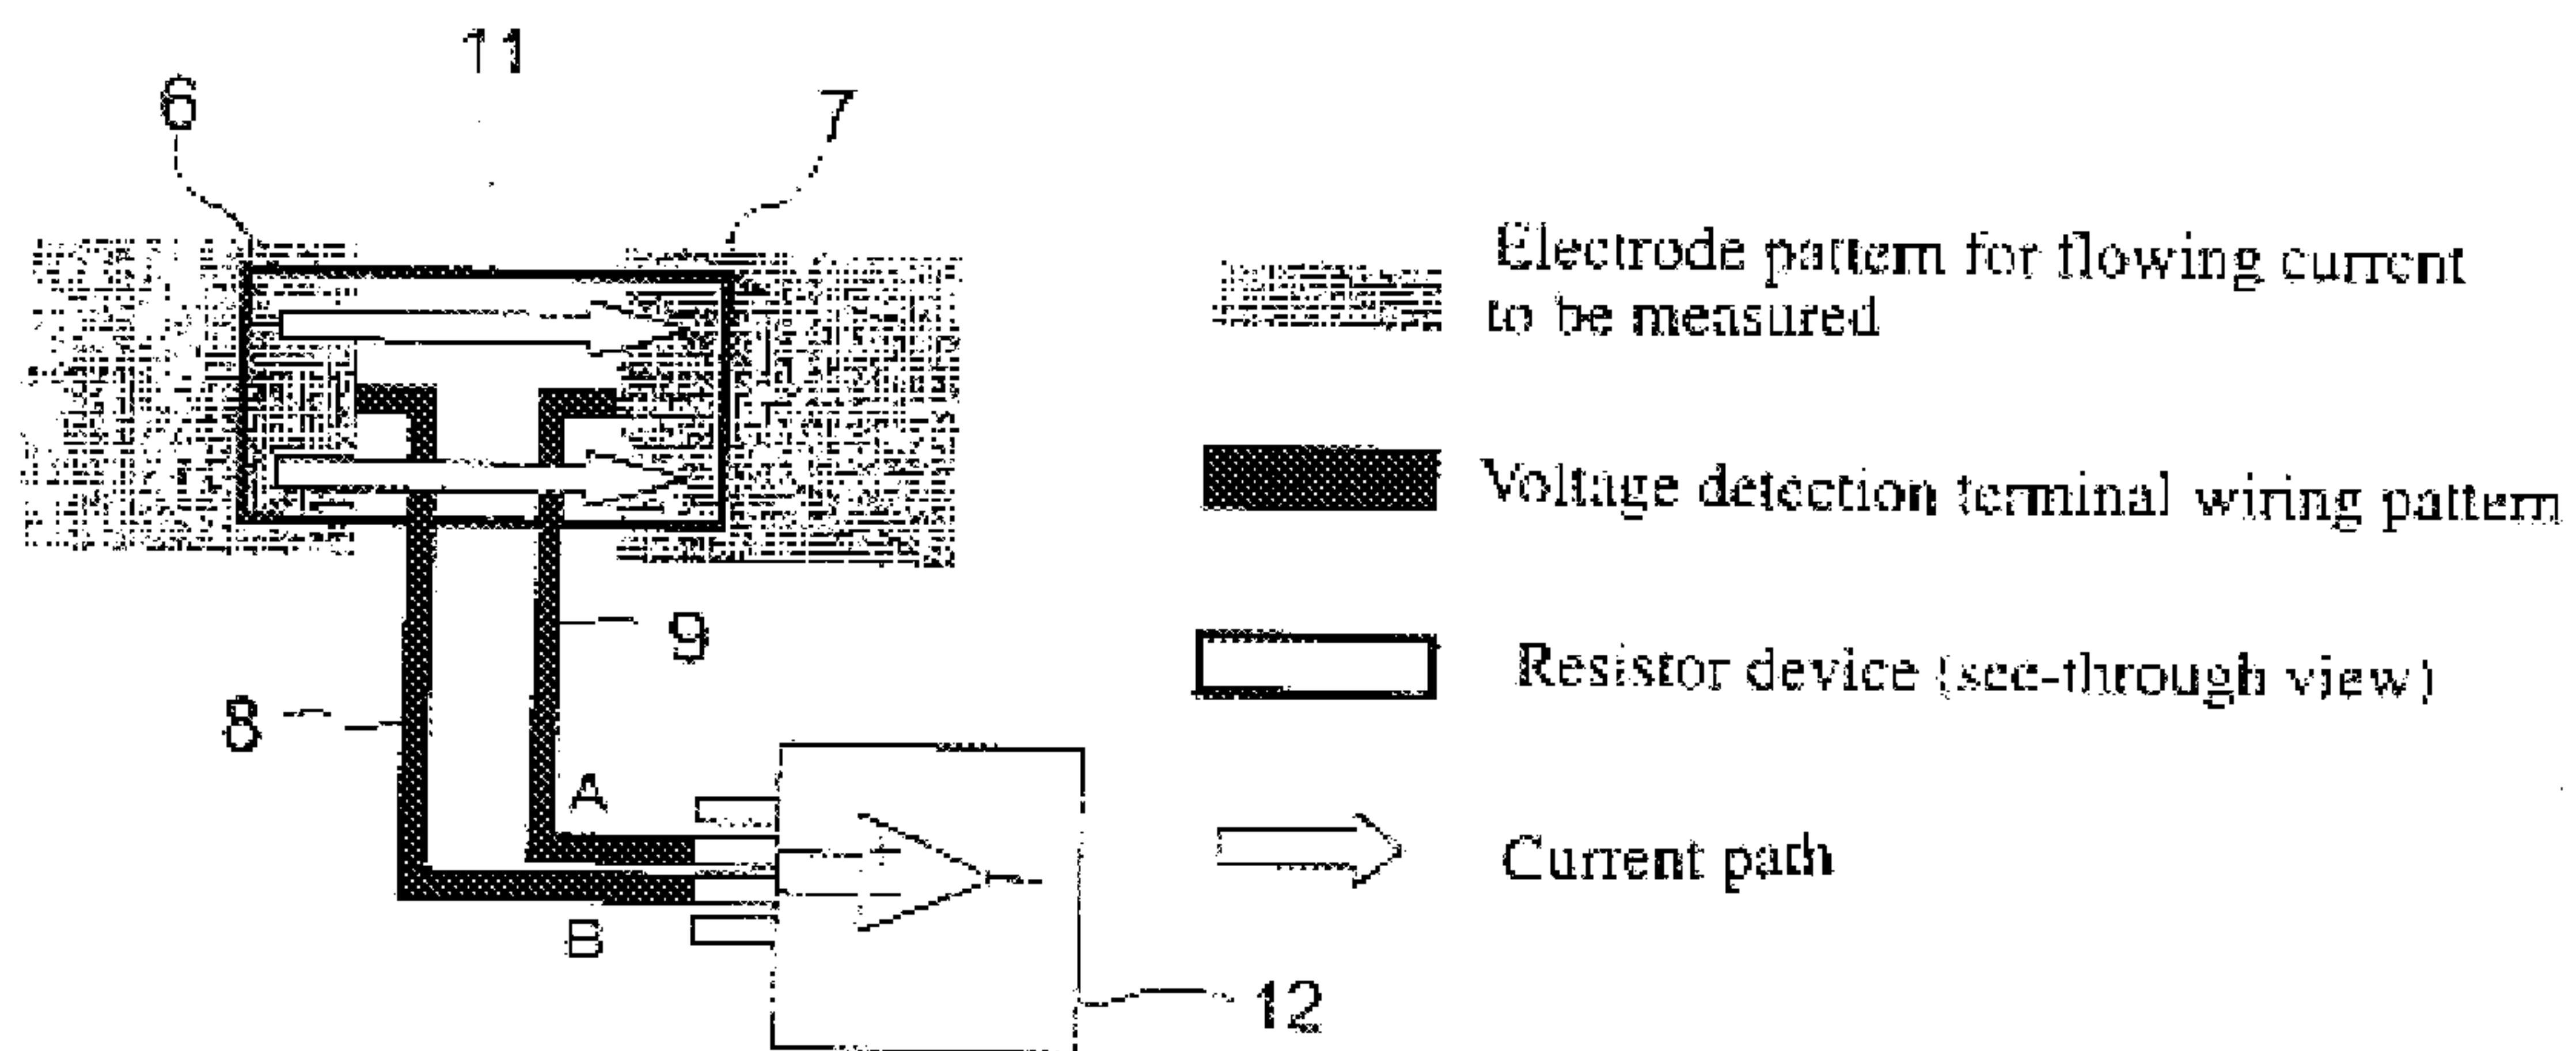 11
6
7
Electrode pattern for flowing current
to be measured
Voltage detection terminal wiring pattern
9
Resistor device (see-through view)
8
A
Current path
B
12